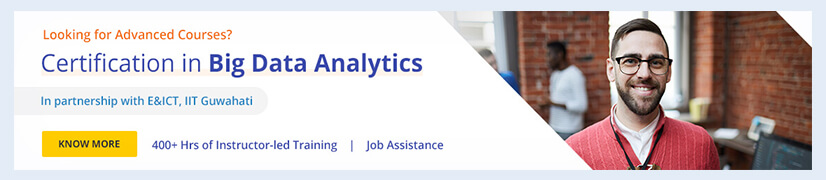 Looking for Advanced Courses?
Certification in Big Data Analytics
In partnership with E&ICT, IIT Guwahati
KNOW MORE 400+ Hrs of Instructor-led Training | Job Assistance